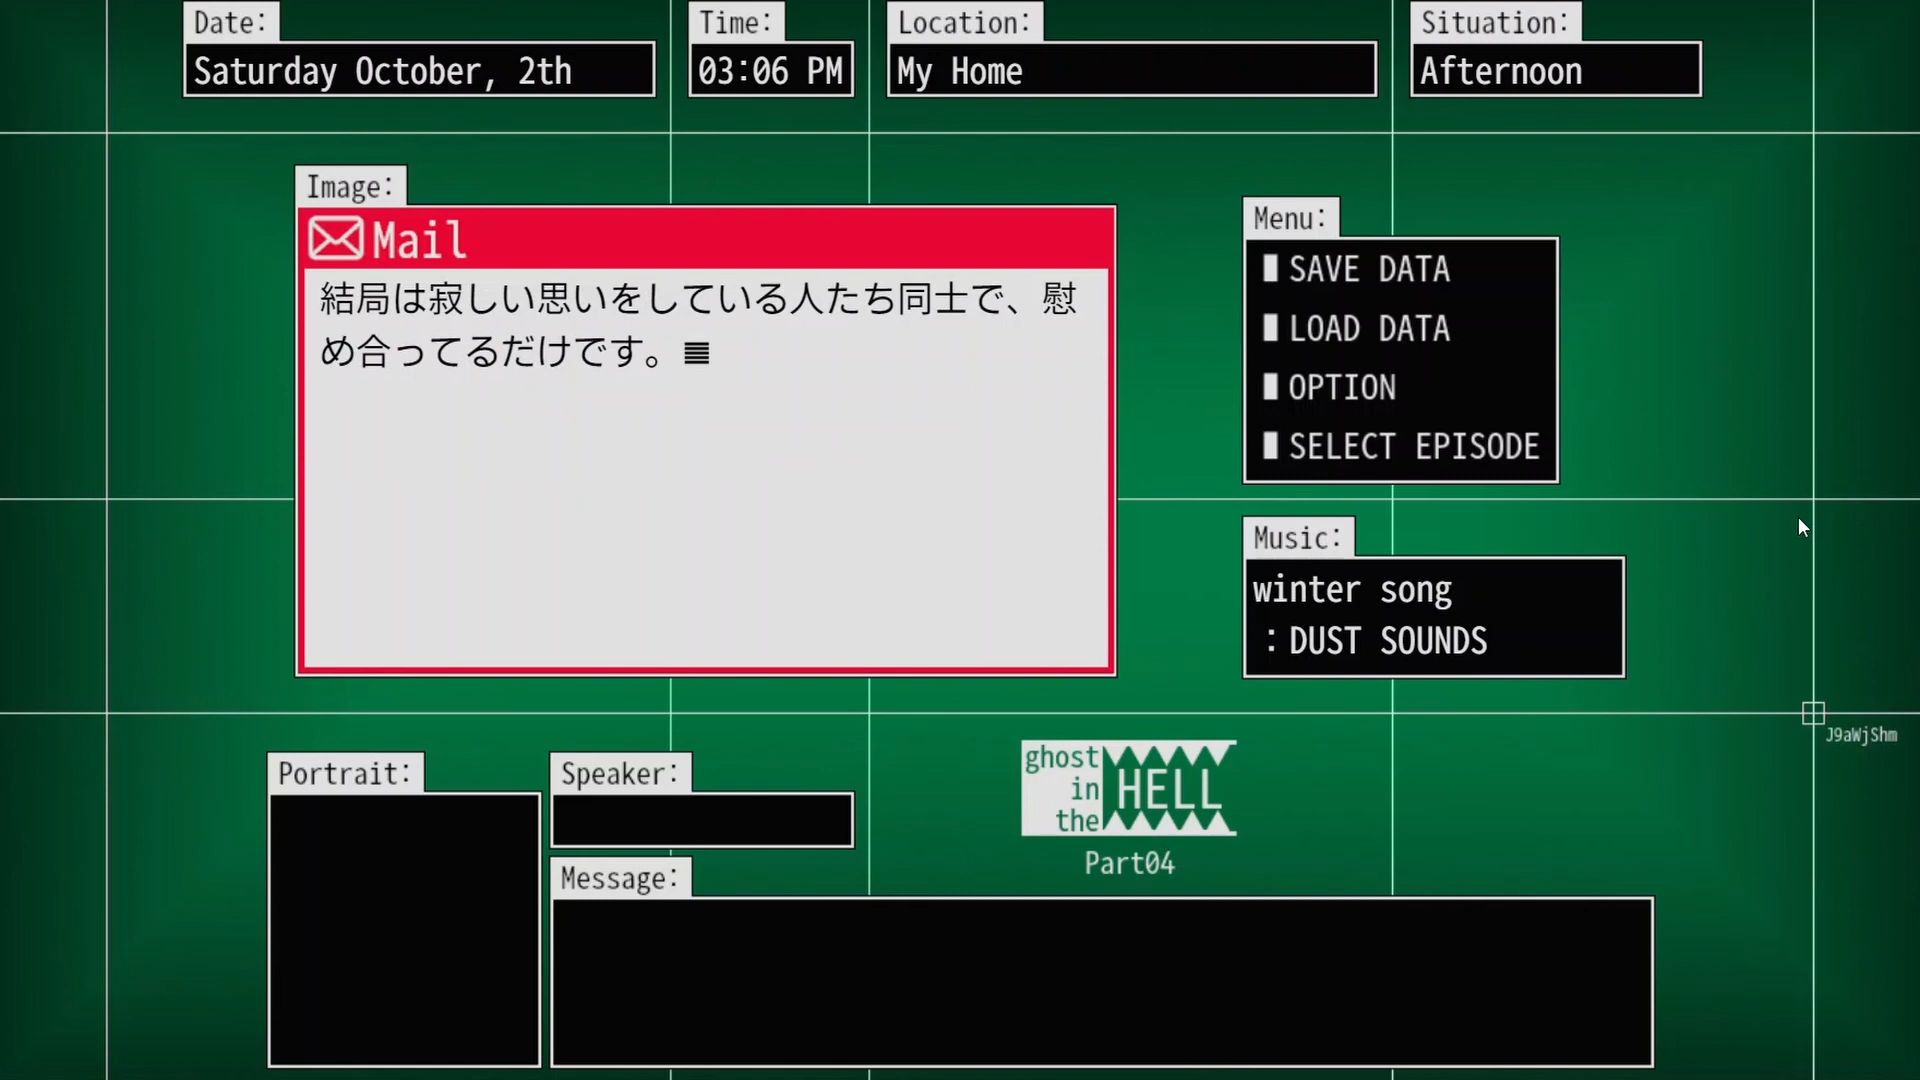 Date:
Saturday October, 2th
Time:
03:06 PM
Location:
My Home
Situation:
Afternoon
Image:
Mail
結局は寂しい思いをしている人たち同士で、慰
め合ってるだけです。
Menu:
SAVE DATA
LOAD DATA
OPTION
SELECT EPISODE
Music:
winter song
:DUST SOUNDS
J9aWjShm
Portrait:
Speaker:
Message:
ghost
in
the
HELL
Part04